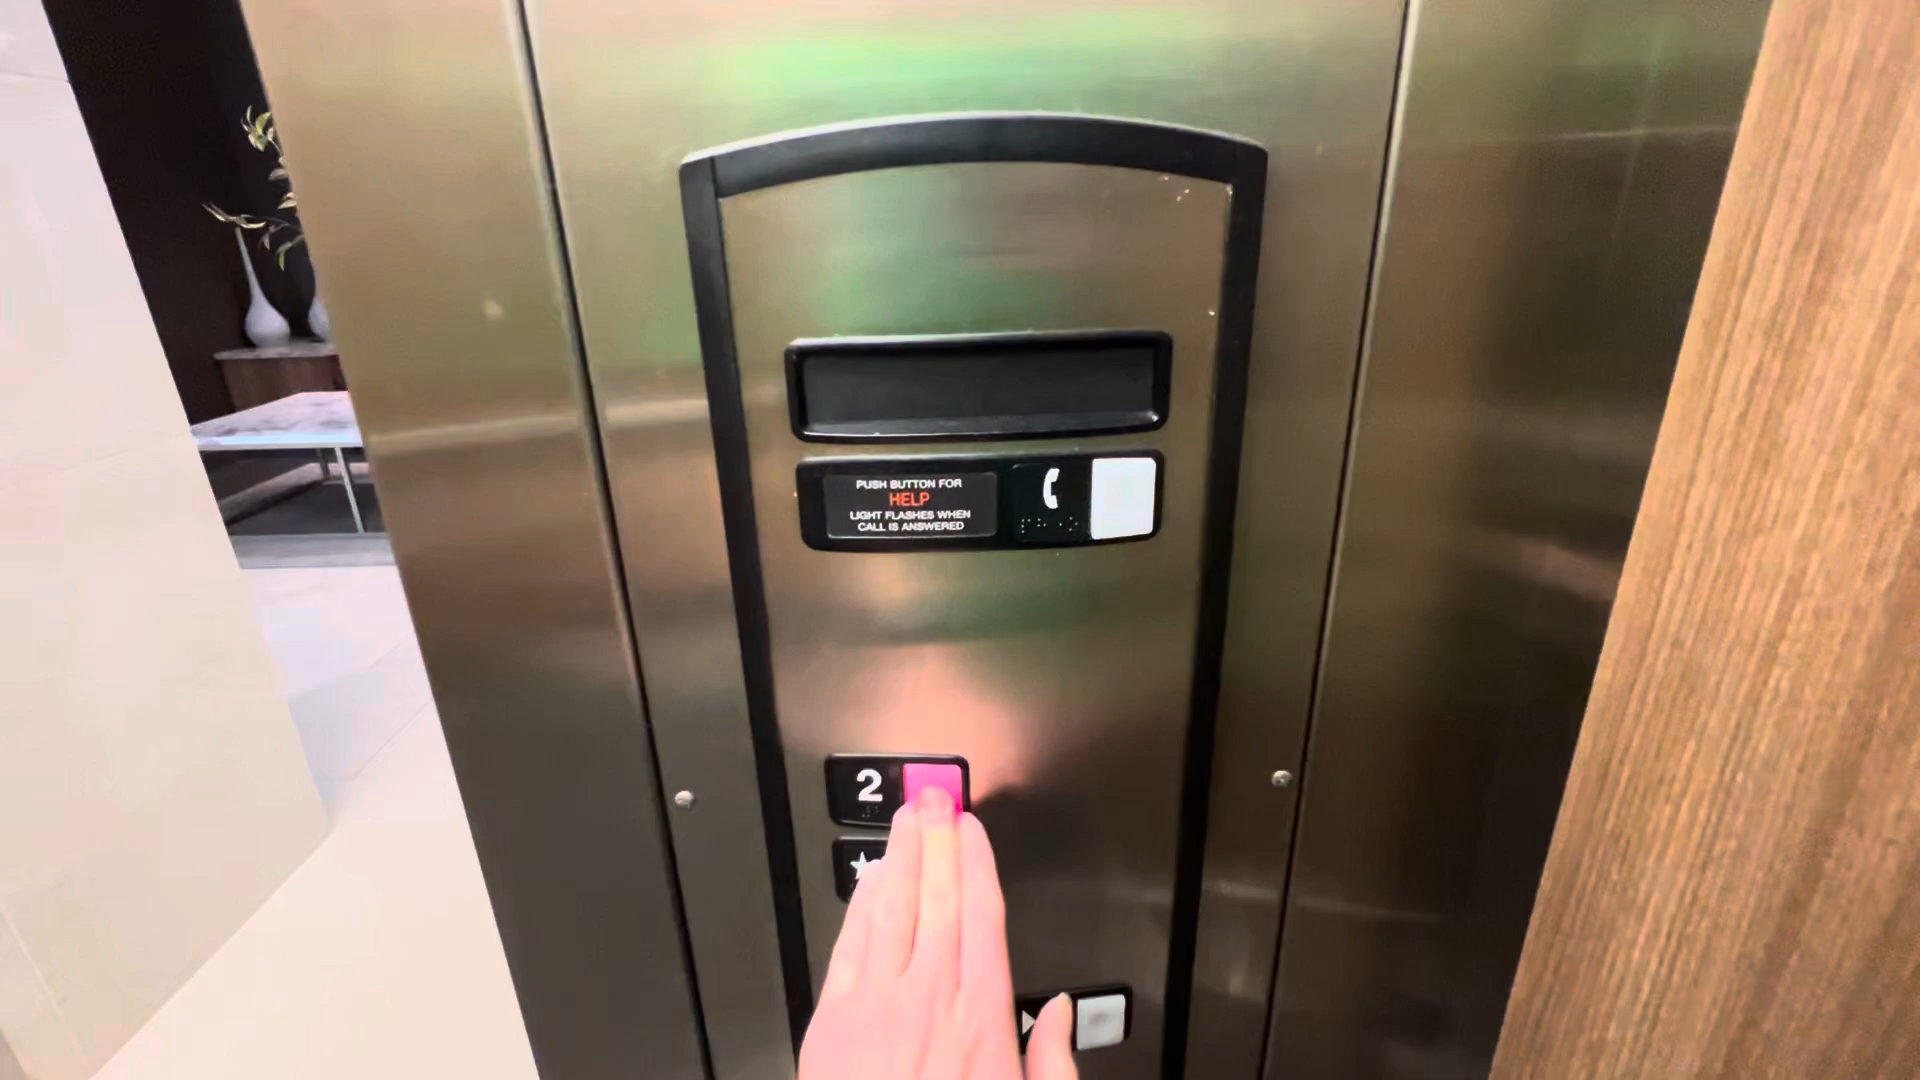 PUSH BUTTON FOR
HELP
LIGHT FLASHES WHEN
CALL IS ANSWERED
2